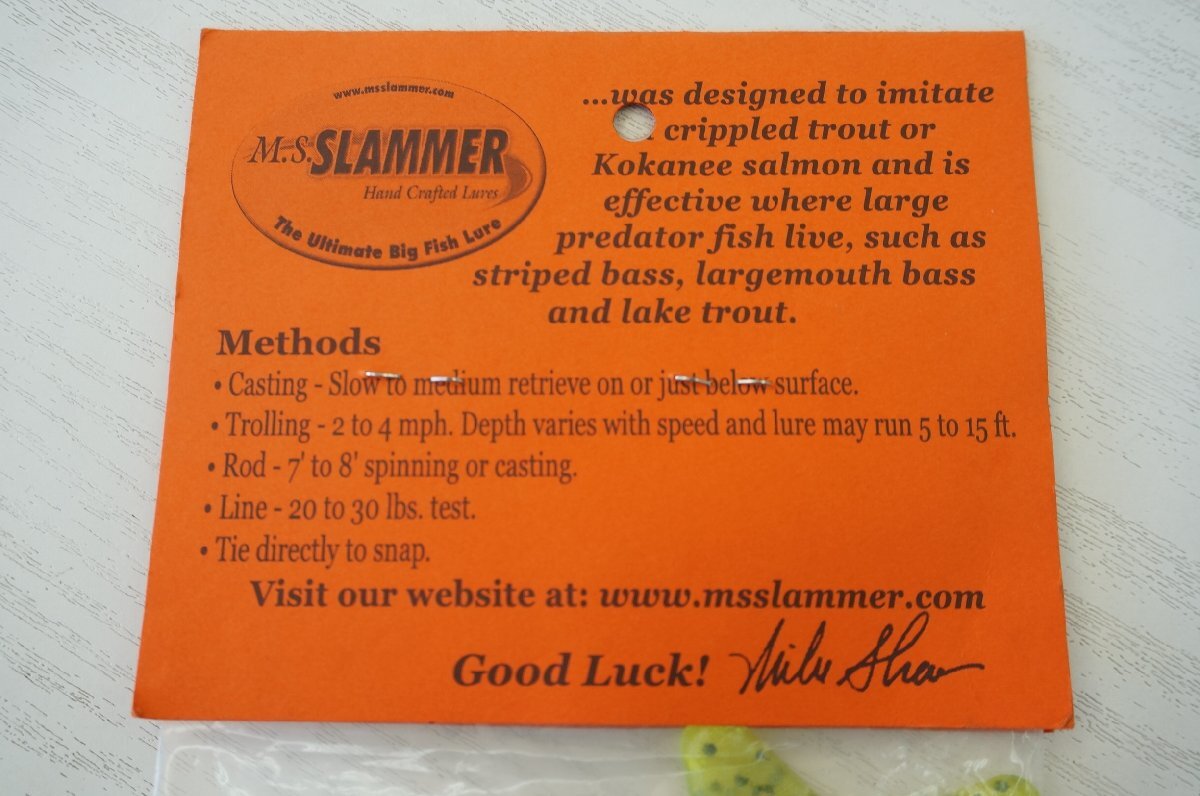 www.msslammer.com
M.S. SLAMMER
Hand Crafted Lures
The Ultimate Big Fish Lure
...was designed to imitate
crippled trout or
Kokanee salmon and is
effective where large
predator fish live, such as
striped bass, largemouth bass
and lake trout.
Methods
• Casting - Slow to medium retrieve on or just below surface.
• Trolling - 2 to 4 mph. Depth varies with speed and lure may run 5 to 15 ft.
• Rod - 7' to 8' spinning or casting.
• Line - 20 to 30 lbs. test.
• Tie directly to snap.
Visit our website at: www.msslammer.com
Good Luck! Mike Shaw